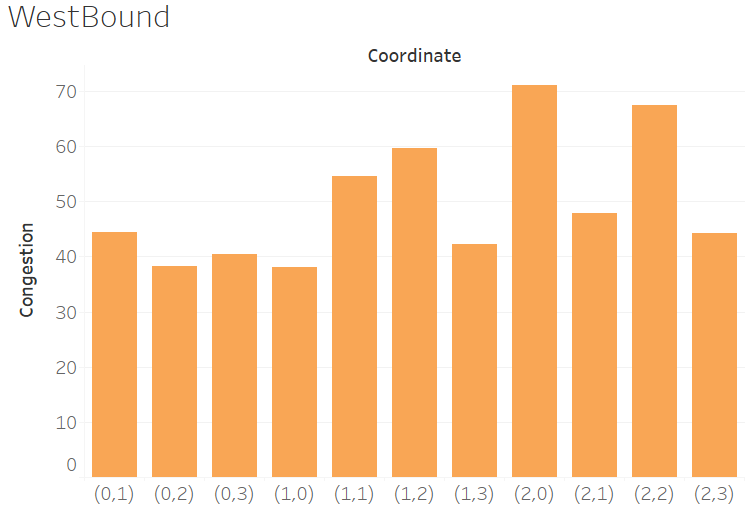 WestBound
Coordinate
Congestion
70
60
50
40
30
20
10
0
(0,1) (0,2) (0,3) (1,0) (1,1) (1,2) (1,3) (2,0) (2,1) (2,2) (2,3)